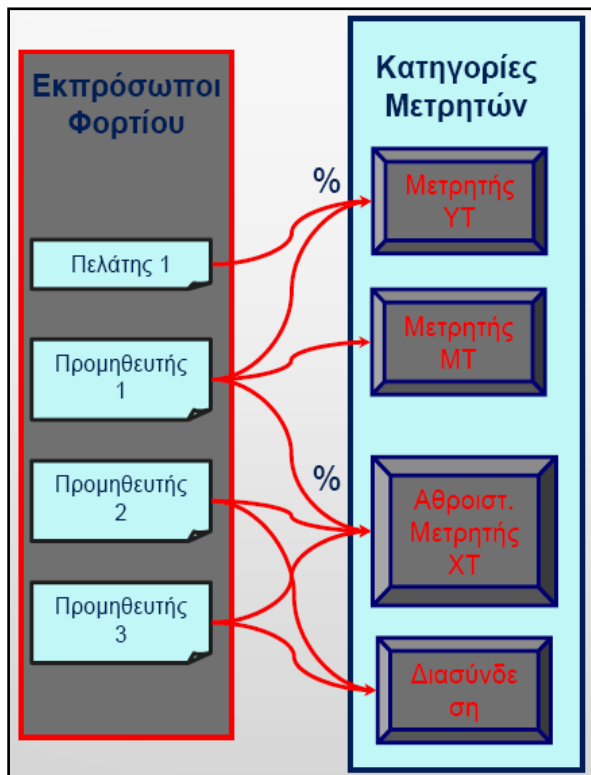 Εκπρόσωποι
Φορτίου
Πελάτης 1
Προμηθευτής
1
Προμηθευτής
2
Προμηθευτής
3
%
%
Κατηγορίες
Μετρητών
Μετρητής
ΥΤ
Μετρητής
ΜΤ
Αθροιστ.
Μετρητής
ΧΤ
Διασύνδε
ση